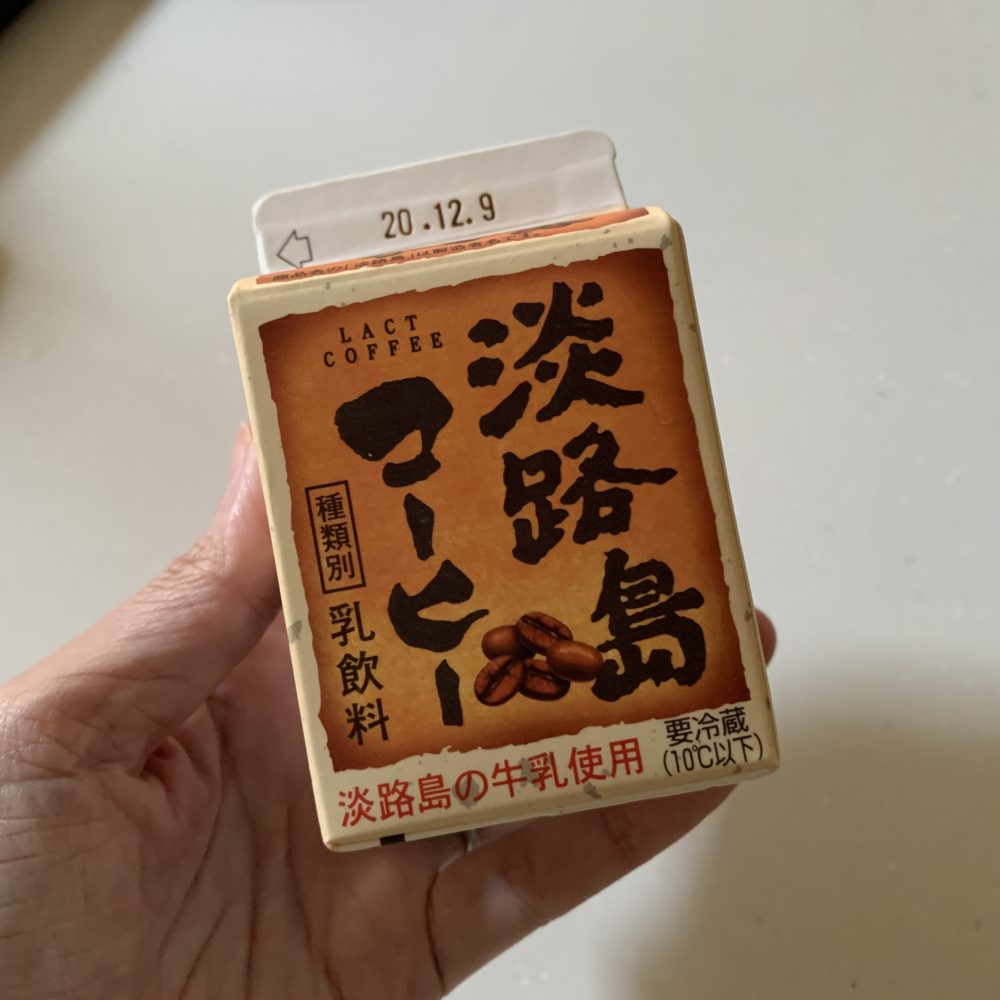 20.12.9
LACT
COFFEE
淡路島
コーヒー
種類別
乳飲料
淡路島の牛乳使用
要冷蔵
(10℃以下)